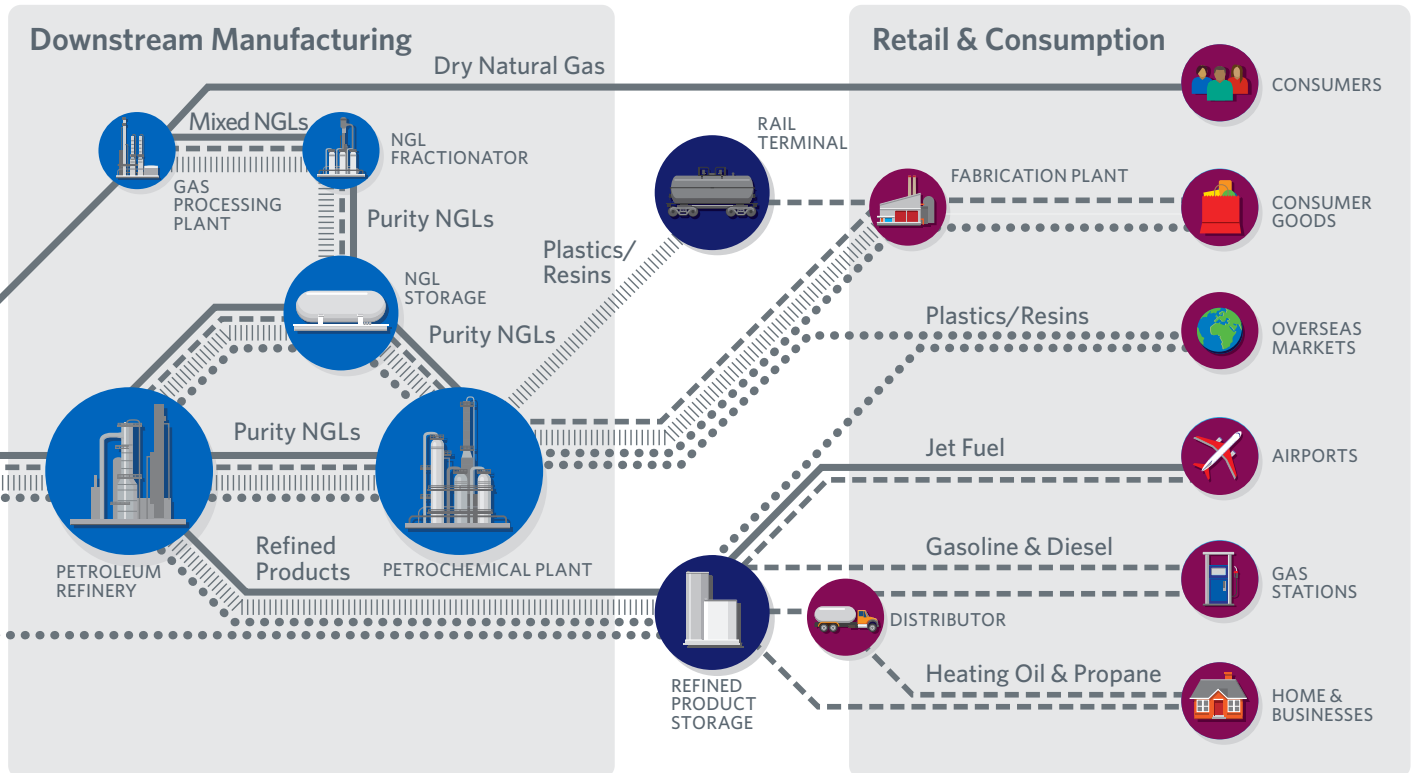 Downstream Manufacturing
Retail & Consumption
Dry Natural Gas
CONSUMERS
Mixed NGLs
NGL
FRACTIONATOR
GAS
PROCESSING
PLANT
RAIL
TERMINAL
FABRICATION PLANT
CONSUMER
GOODS
Purity NGLs
Plastics/
Resins
NGL
STORAGE
Purity NGLs
Plastics/Resins
OVERSEAS
MARKETS
Purity NGLs
Jet Fuel
AIRPORTS
Refined
Products
PETROLEUM
REFINERY
PETROCHEMICAL PLANT
Gasoline & Diesel
GAS
STATIONS
DISTRIBUTOR
Heating Oil & Propane
REFINED
PRODUCT
STORAGE
HOME &
BUSINESSES